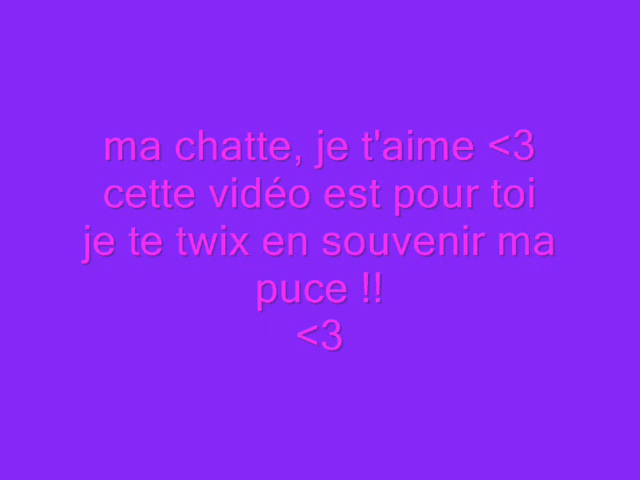 ma chatte, je t'aime <3
cette vidéo est pour toi
je te twix en souvenir ma
puce !!
<3